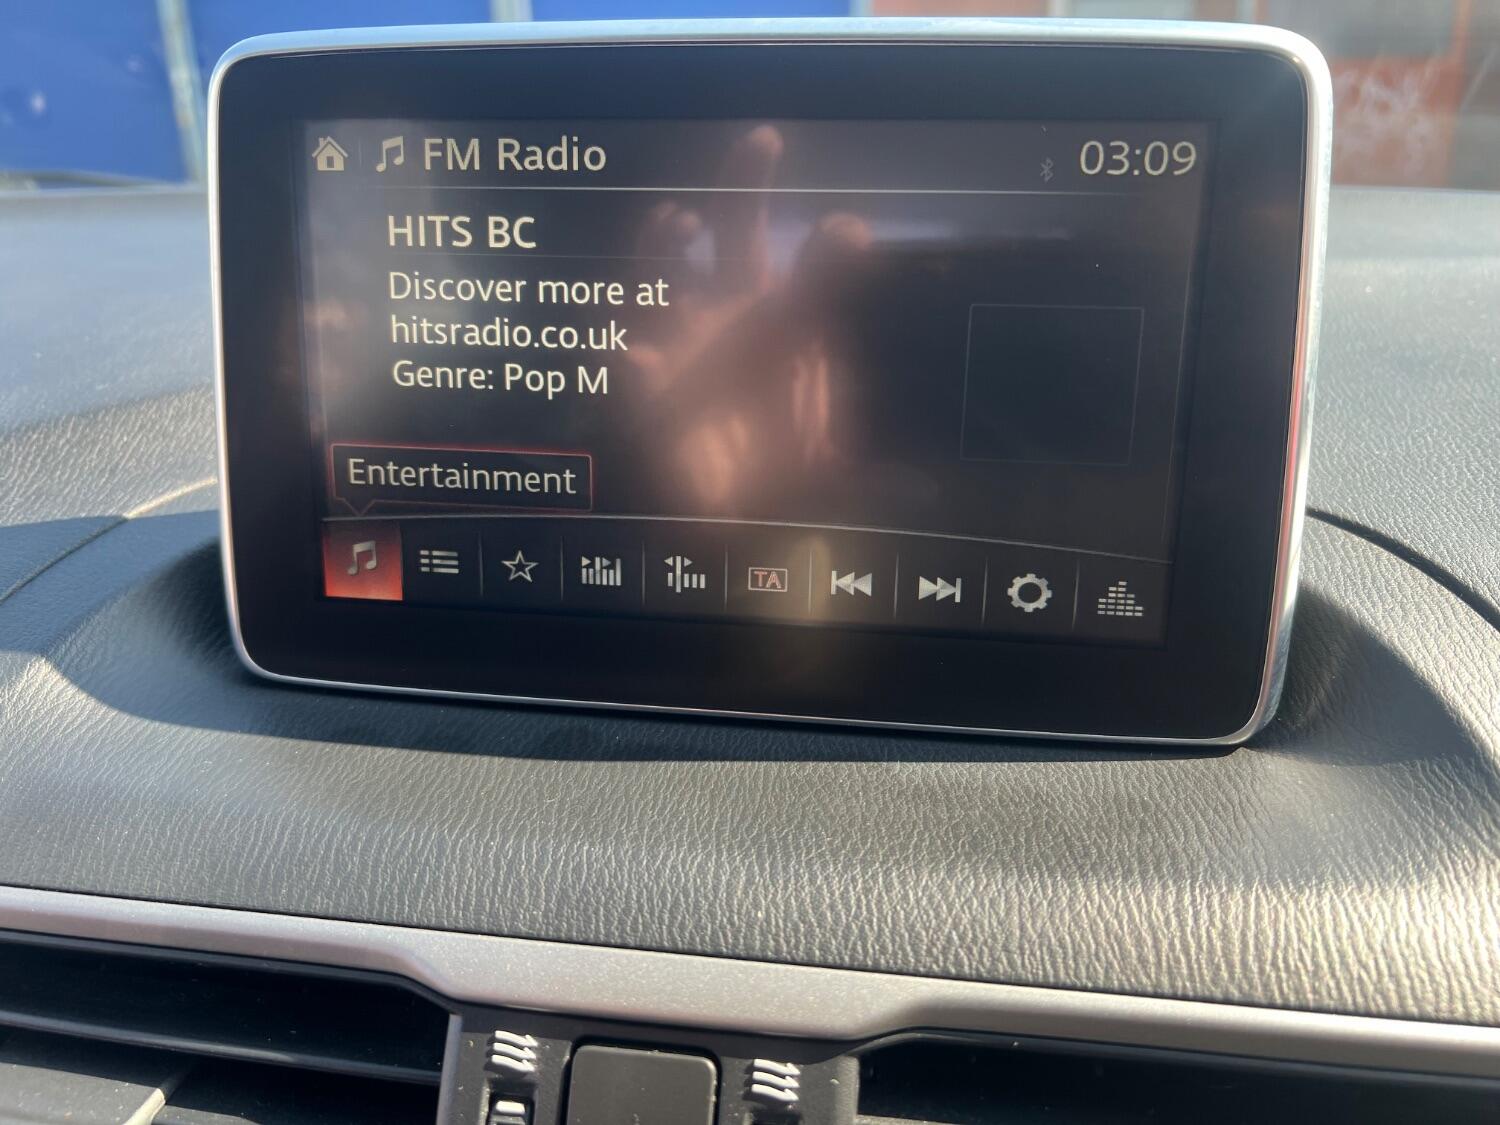 FM Radio
03:09
HITS BC
Discover more at
hitsradio.co.uk
Genre: Pop M
Entertainment
TA